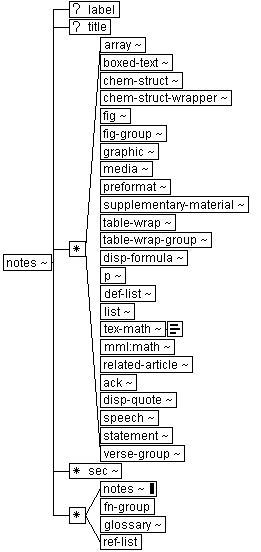 ? label
? title
array ~
boxed-text ~
chem-struct ~
chem-struct-wrapper ~
fig ~
fig-group ~
graphic ~
media ~
preformat ~
supplementary-material ~
table-wrap ~
table-wrap-group ~
disp-formula ~
notes ~
*
p ~
def-list ~
list ~
tex-math ~
mml:math ~
related-article ~
ack ~
disp-quote ~
speech ~
statement ~
verse-group ~
* sec ~
notes ~
fn-group
*
glossary ~
ref-list